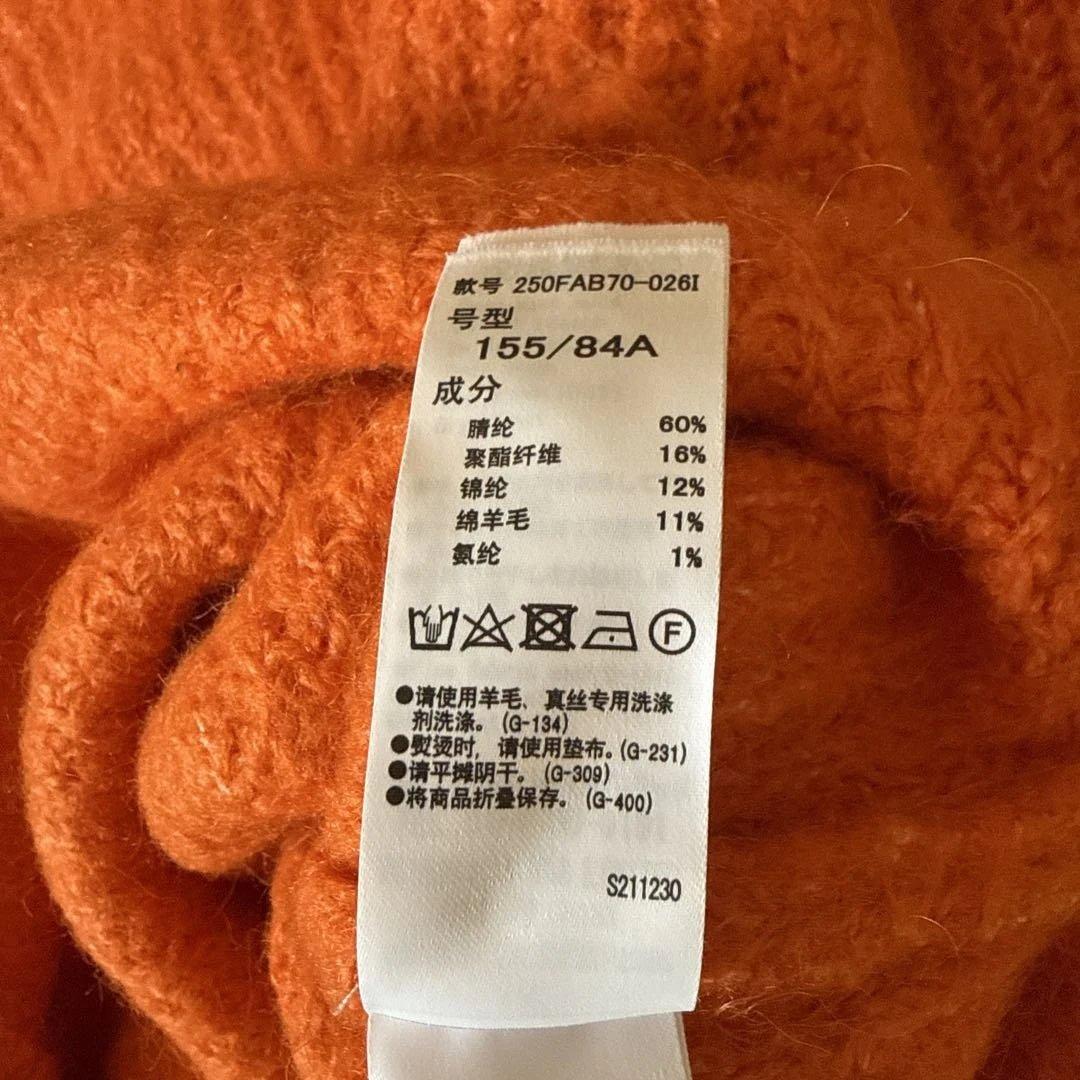 款号 250FAB70-026I
号型
155/84A
成分
腈纶 60%
聚酯纤维 16%
锦纶 12%
绵羊毛 11%
氨纶 1%
F
●请使用羊毛、真丝专用洗涤
剂洗涤。(G-134)
●熨烫时,请使用垫布。(G-231)
●请平摊阴干。(G-309)
●将商品折叠保存。(G-400)
S211230